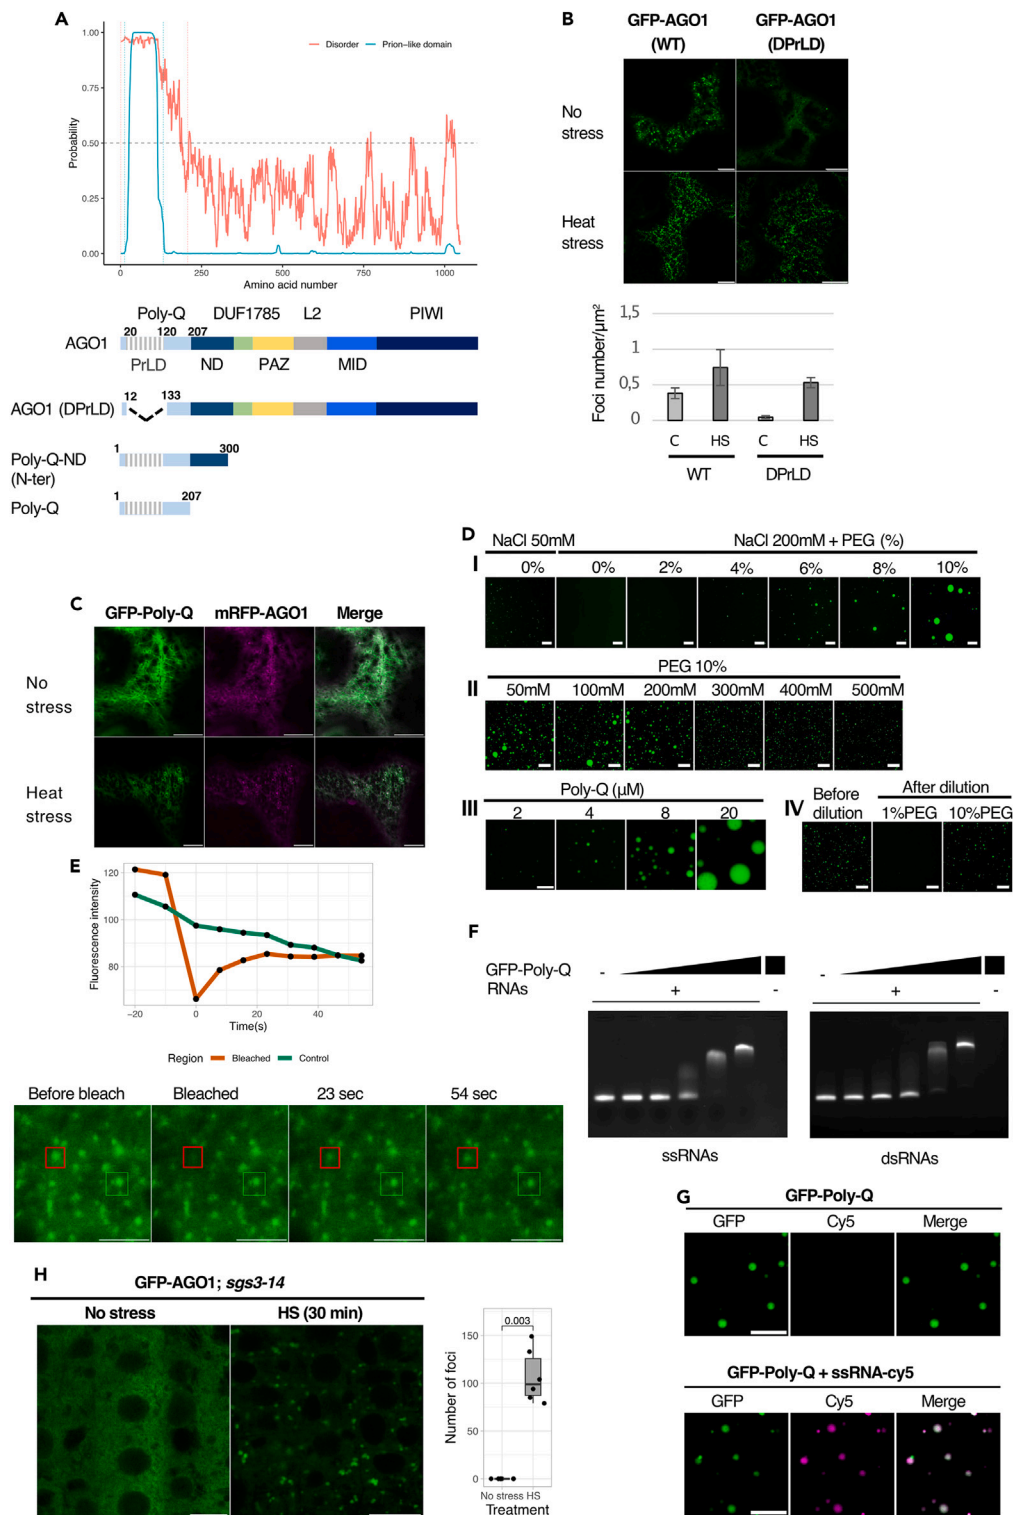 A
1.00
0.75
0.50
0.25
0.00
Probability
Disorder
Prion-like domain
0
250
500
750
1000
Amino acid number
Poly-Q
DUF1785
L2
PIWI
20
120
207
AGO1
PrLD
ND
PAZ
MID
12
133
AGO1 (DPrLD)
1
300
Poly-Q-ND
(N-ter)
1
207
Poly-Q
B
GFP-AGO1
(WT)
GFP-AGO1
(DPrLD)
No
stress
Heat
stress
Foci number/µm²
1,5
1
0,5
0
C
HS
C
HS
WT
DPrLD
C
GFP-Poly-Q
mRFP-AGO1
Merge
No
stress
Heat
stress
D
NaCl 50mM
NaCl 200mM + PEG (%)
I
0%
0%
2%
4%
6%
8%
10%
PEG 10%
II
50mM
100mM
200mM
300mM
400mM
500mM
Poly-Q (µM)
III
2
4
8
20
IV
Before
dilution
After dilution
1%PEG
10%PEG
E
Fluorescence intensity
120
100
80
−20
0
20
40
Time(s)
Region
Bleached
Control
Before bleach
Bleached
23 sec
54 sec
F
GFP-Poly-Q
-
-
RNAs
+
-
+
-
ssRNAs
dsRNAs
G
GFP-Poly-Q
GFP
Cy5
Merge
GFP-Poly-Q + ssRNA-cy5
GFP
Cy5
Merge
H
GFP-AGO1; sgs3-14
No stress
HS (30 min)
0.003
Number of foci
150
100
50
0
No stress
HS
Treatment